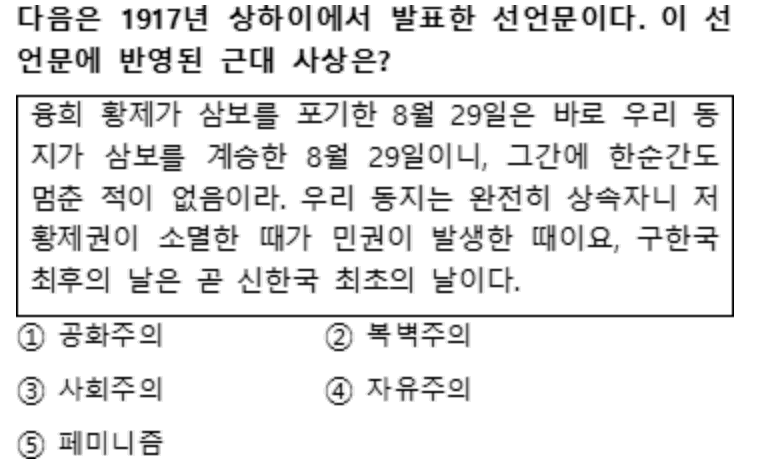 다음은 1917년 상하이에서 발표한 선언문이다. 이 선
언문에 반영된 근대 사상은?
융희 황제가 삼보를 포기한 8월 29일은 바로 우리 동
지가 삼보를 계승한 8월 29일이니, 그간에 한순간도
멈춘 적이 없음이라. 우리 동지는 완전히 상속자니 저
황제권이 소멸한 때가 민권이 발생한 때이요, 구한국
최후의 날은 곧 신한국 최초의 날이다.
① 공화주의 ② 복벽주의
③ 사회주의 ④ 자유주의
⑤ 페미니즘